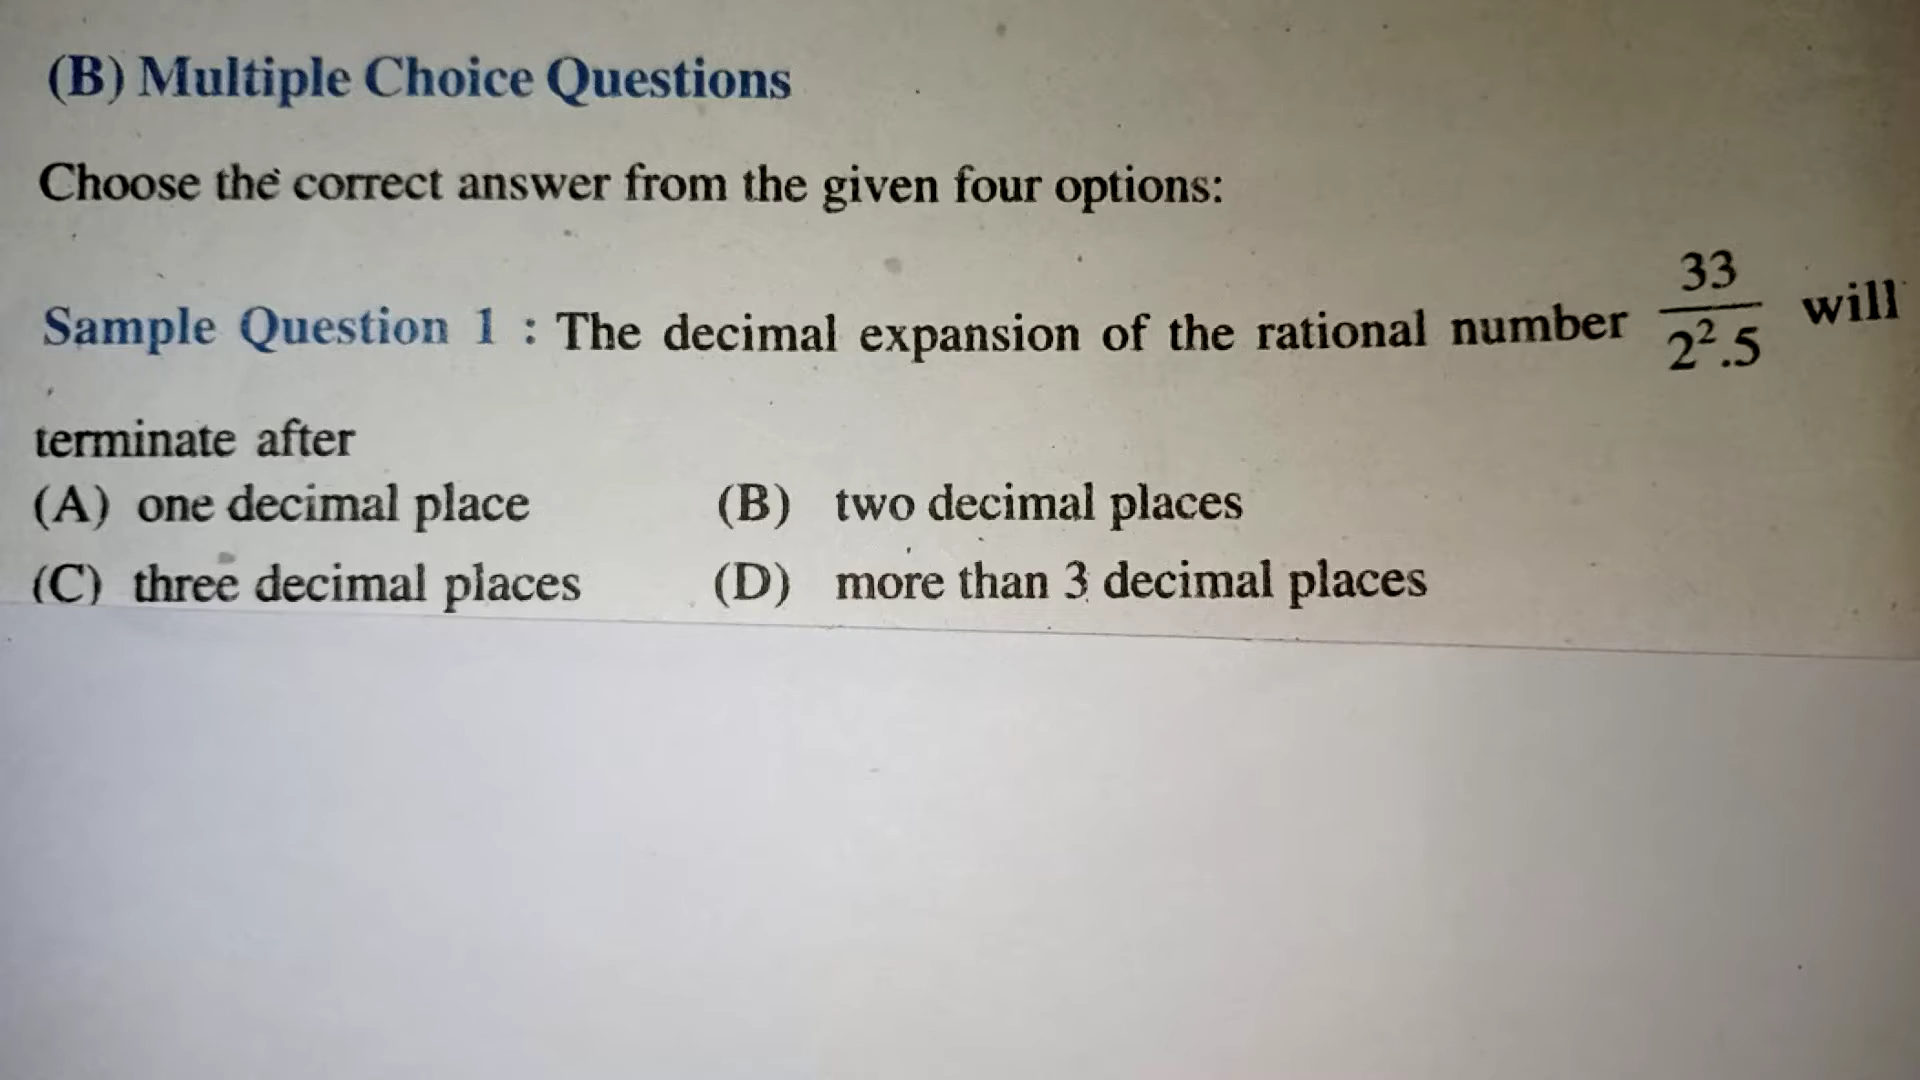 (B) Multiple Choice Questions
Choose the correct answer from the given four options:
Sample Question 1 : The decimal expansion of the rational number 33/2².5 will
terminate after
(A) one decimal place (B) two decimal places
(C) three decimal places (D) more than 3 decimal places